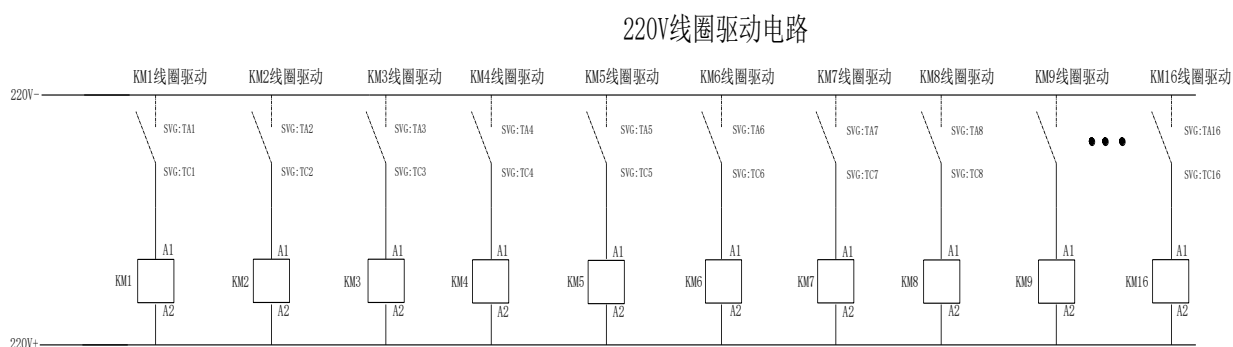 220V线圈驱动电路
KM1线圈驱动 KM2线圈驱动 KM3线圈驱动 KM4线圈驱动 KM5线圈驱动 KM6线圈驱动 KM7线圈驱动 KM8线圈驱动 KM9线圈驱动 KM16线圈驱动
220V-
SVG:TA1 SVG:TA2 SVG:TA3 SVG:TA4 SVG:TA5 SVG:TA6 SVG:TA7 SVG:TA8 SVG:TA16
SVG:TC1 SVG:TC2 SVG:TC3 SVG:TC4 SVG:TC5 SVG:TC6 SVG:TC7 SVG:TC8 SVG:TC16
A1 A1 A1 A1 A1 A1 A1 A1 A1 A1
KM1 KM2 KM3 KM4 KM5 KM6 KM7 KM8 KM9 KM16
A2 A2 A2 A2 A2 A2 A2 A2 A2 A2
220V+